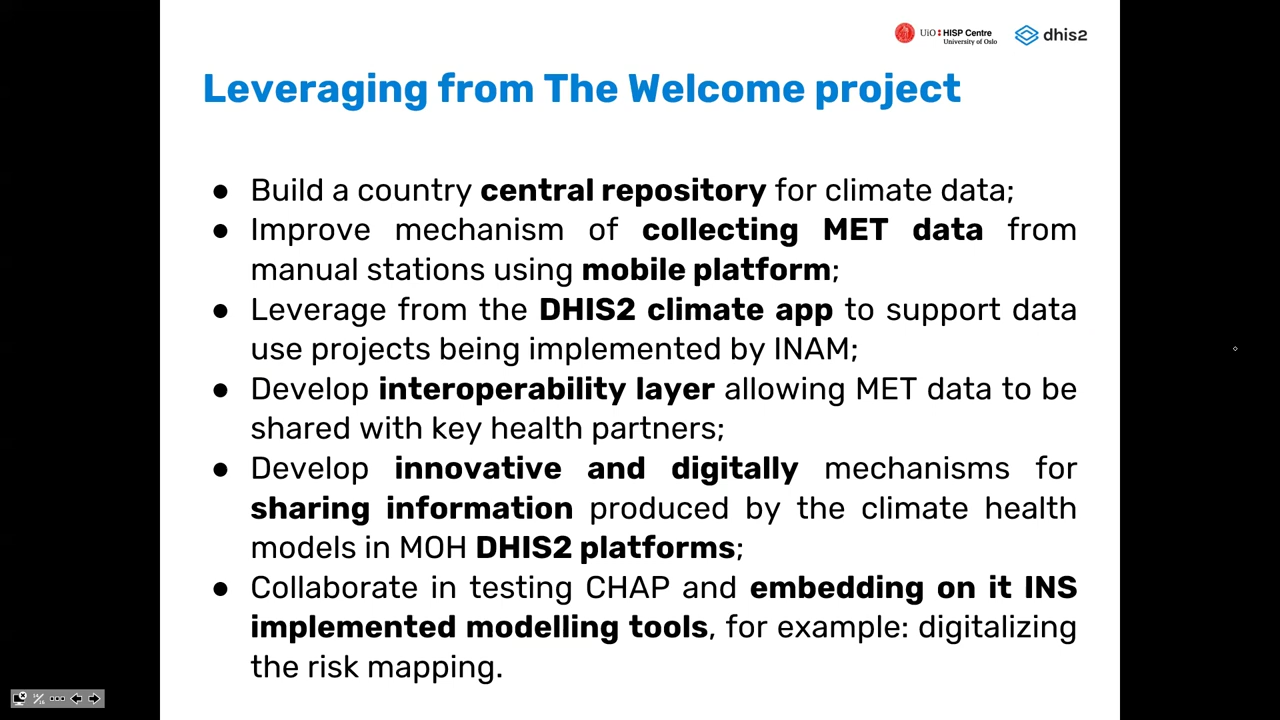 UiO HISP Centre
University of Oslo
dhis2
Leveraging from The Welcome project
● Build a country central repository for climate data;
● Improve mechanism of collecting MET data from
manual stations using mobile platform;
● Leverage from the DHIS2 climate app to support data
use projects being implemented by INAM;
● Develop interoperability layer allowing MET data to be
shared with key health partners;
● Develop innovative and digitally mechanisms for
sharing information produced by the climate health
models in MOH DHIS2 platforms;
● Collaborate in testing CHAP and embedding on it INS
implemented modelling tools, for example: digitalizing
the risk mapping.